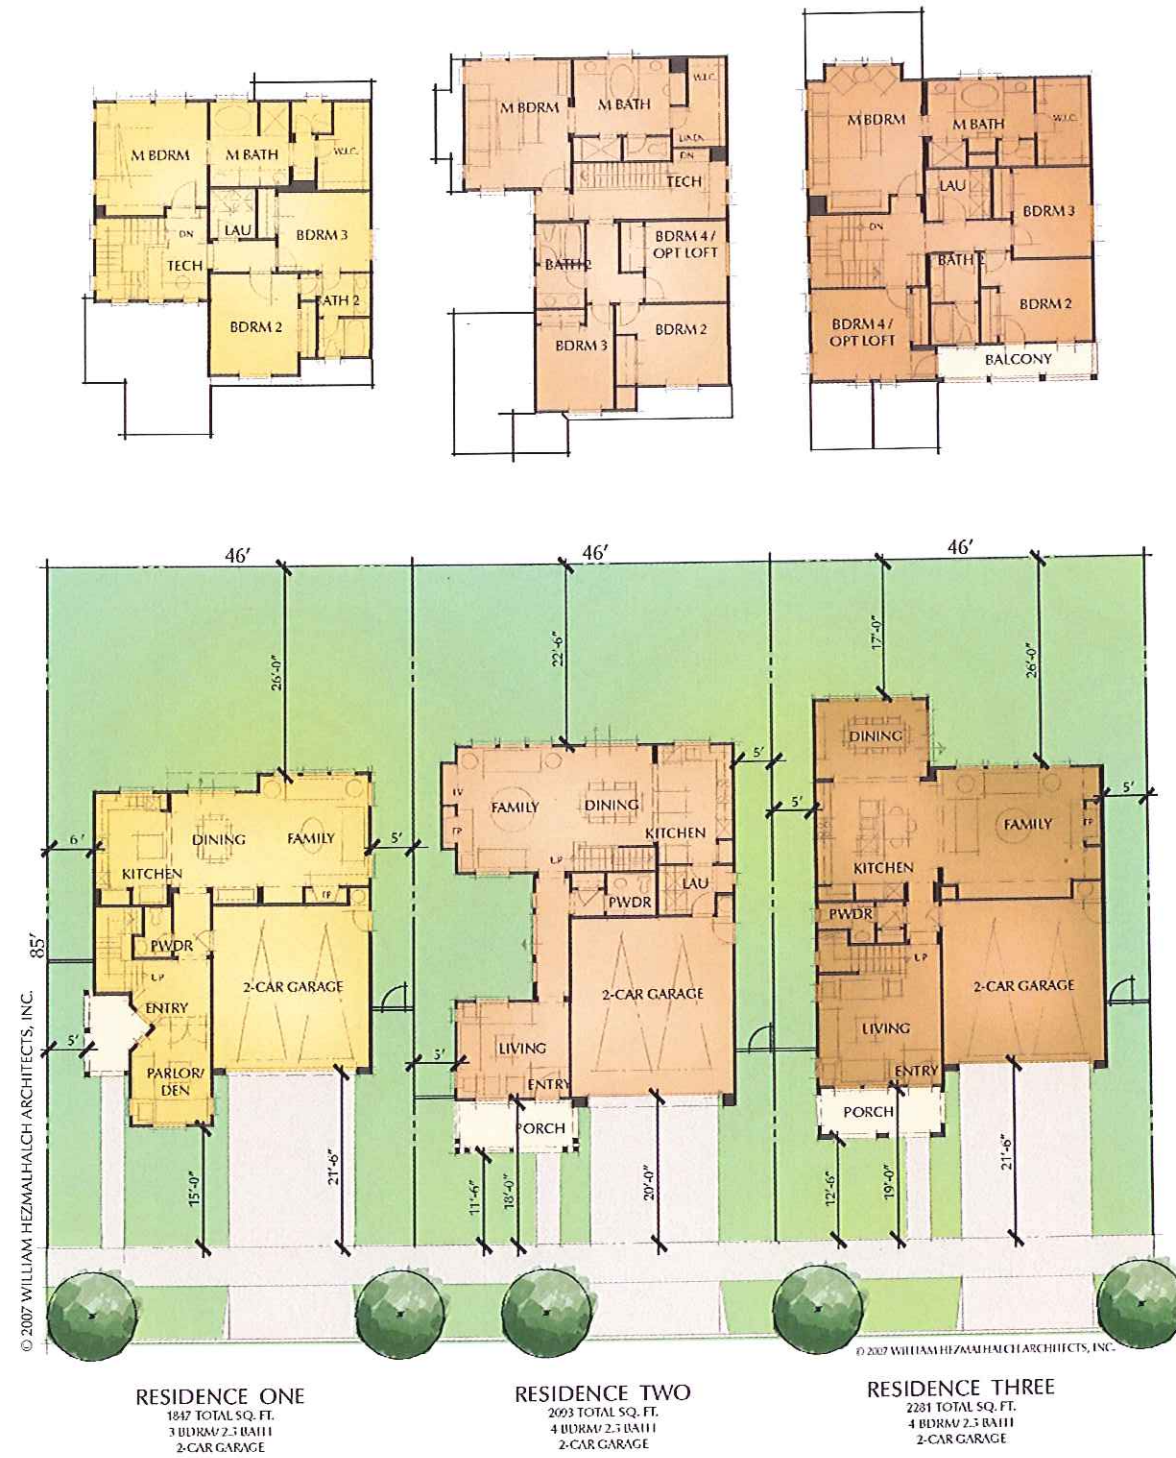 M BDRM
M BATH
W.I.C.
DN
LAU
BDRM 3
TECH
BATH 2
BDRM 2
M BDRM
M BATH
W.I.C.
LINEN
DN
TECH
BDRM 4 /
OPT LOFT
BATH 2
BDRM 3
BDRM 2
M BDRM
M BATH
W.I.C.
LAU
BDRM 3
DN
BATH 2
BDRM 2
BDRM 4 /
OPT LOFT
BALCONY
46'
46'
46'
85'
26'-0"
6'
5'
DINING
FAMILY
KITCHEN
FP
PWDR
UP
ENTRY
2-CAR GARAGE
5'
PARLOR/
DEN
15'-0"
21'-6"
22'-6"
5'
TV
FAMILY
DINING
FP
KITCHEN
UP
LAU
PWDR
2-CAR GARAGE
LIVING
5'
ENTRY
PORCH
11'-6"
18'-0"
20'-0"
17'-0"
26'-0"
DINING
5'
5'
FAMILY
FP
KITCHEN
PWDR
UP
2-CAR GARAGE
LIVING
ENTRY
PORCH
12'-6"
19'-0"
21'-6"
© 2007 WILLIAM HEZMALHALCH ARCHITECTS, INC.
© 2007 WILLIAM HEZMALHALCH ARCHITECTS, INC.
RESIDENCE ONE
1847 TOTAL SQ. FT.
3 BDRM/ 2.5 BATH
2-CAR GARAGE
RESIDENCE TWO
2093 TOTAL SQ. FT.
4 BDRM/ 2.5 BATH
2-CAR GARAGE
RESIDENCE THREE
2281 TOTAL SQ. FT.
4 BDRM/ 2.5 BATH
2-CAR GARAGE